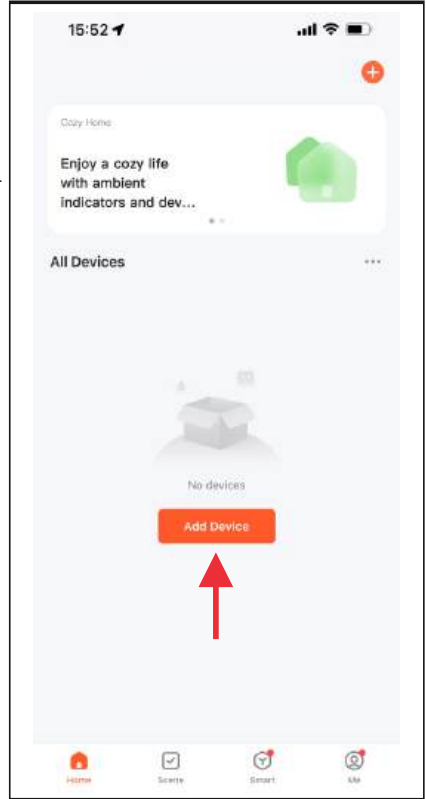 15:52
Cozy Home
Enjoy a cozy life
with ambient
indicators and dev...
All Devices
No devices
Add Device
Home
Scene
Smart
Me